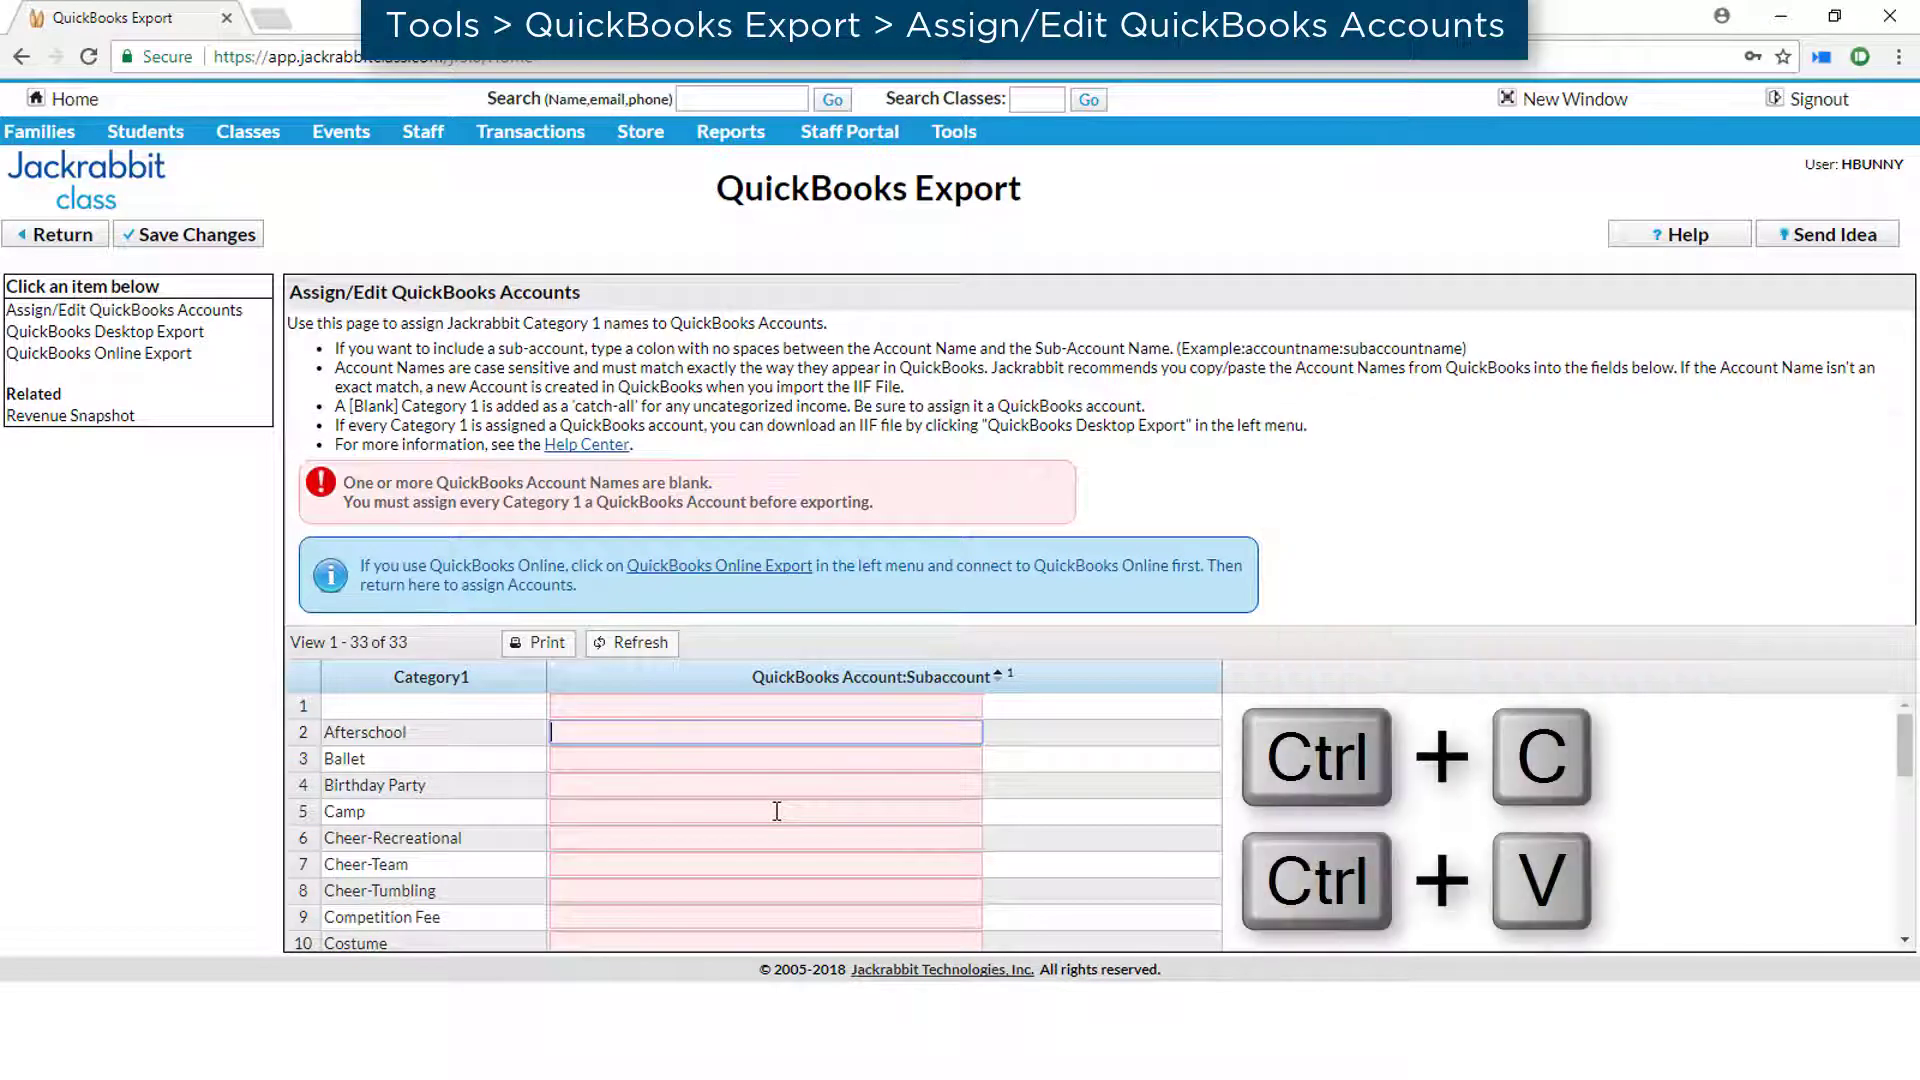 QuickBooks Export
Tools > QuickBooks Export > Assign/Edit QuickBooks Accounts
Secure
Home
Search (Name,email,phone)
Go
Search Classes:
Go
New Window
Signout
Families Students Classes Events Staff Transactions Store Reports Staff Portal Tools
Jackrabbit
class
User: HBUNNY
QuickBooks Export
Return
Save Changes
? Help
Send Idea
Click an item below
Assign/Edit QuickBooks Accounts
QuickBooks Desktop Export
QuickBooks Online Export
Related
Revenue Snapshot
Assign/Edit QuickBooks Accounts
Use this page to assign Jackrabbit Category 1 names to QuickBooks Accounts.
• If you want to include a sub-account, type a colon with no spaces between the Account Name and the Sub-Account Name. (Example:accountname:subaccountname)
• Account Names are case sensitive and must match exactly the way they appear in QuickBooks. Jackrabbit recommends you copy/paste the Account Names from QuickBooks into the fields below. If the Account Name isn't an
exact match, a new Account is created in QuickBooks when you import the IIF File.
• A [Blank] Category 1 is added as a 'catch-all' for any uncategorized income. Be sure to assign it a QuickBooks account.
• If every Category 1 is assigned a QuickBooks account, you can download an IIF file by clicking "QuickBooks Desktop Export" in the left menu.
• For more information, see the Help Center.
One or more QuickBooks Account Names are blank.
You must assign every Category 1 a QuickBooks Account before exporting.
If you use QuickBooks Online, click on QuickBooks Online Export in the left menu and connect to QuickBooks Online first. Then
return here to assign Accounts.
View 1 - 33 of 33
Print
Refresh
Category1
QuickBooks Account:Subaccount 1
1
2 Afterschool
3 Ballet
4 Birthday Party
5 Camp
6 Cheer-Recreational
7 Cheer-Team
8 Cheer-Tumbling
9 Competition Fee
10 Costume
Ctrl + C
Ctrl + V
© 2005-2018 Jackrabbit Technologies, Inc. All rights reserved.